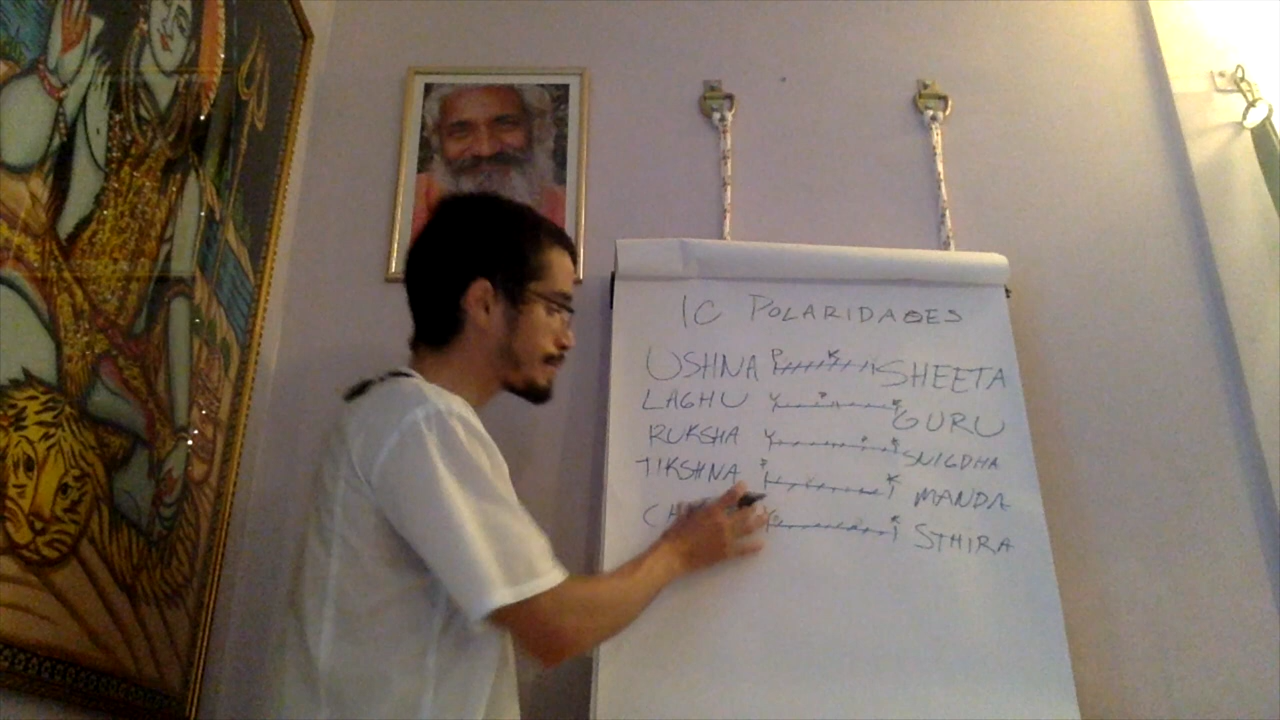 10 POLARIDADES
USHNA P K SHEETA
LAGHU V P K GURU
RUKSHA V P K SNIGDHA
TIKSHNA P K MANDA
V P K STHIRA